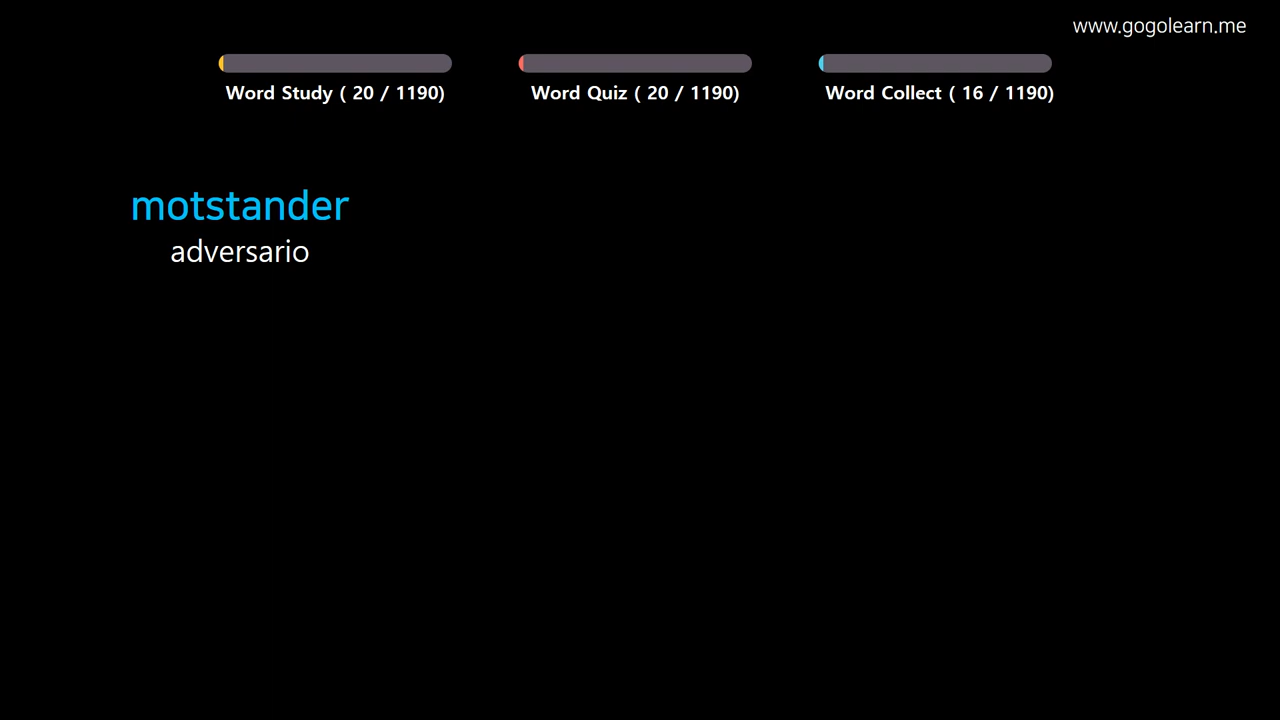 www.gogolearn.me
Word Study ( 20 / 1190)
Word Quiz ( 20 / 1190)
Word Collect ( 16 / 1190)
motstander
adversario